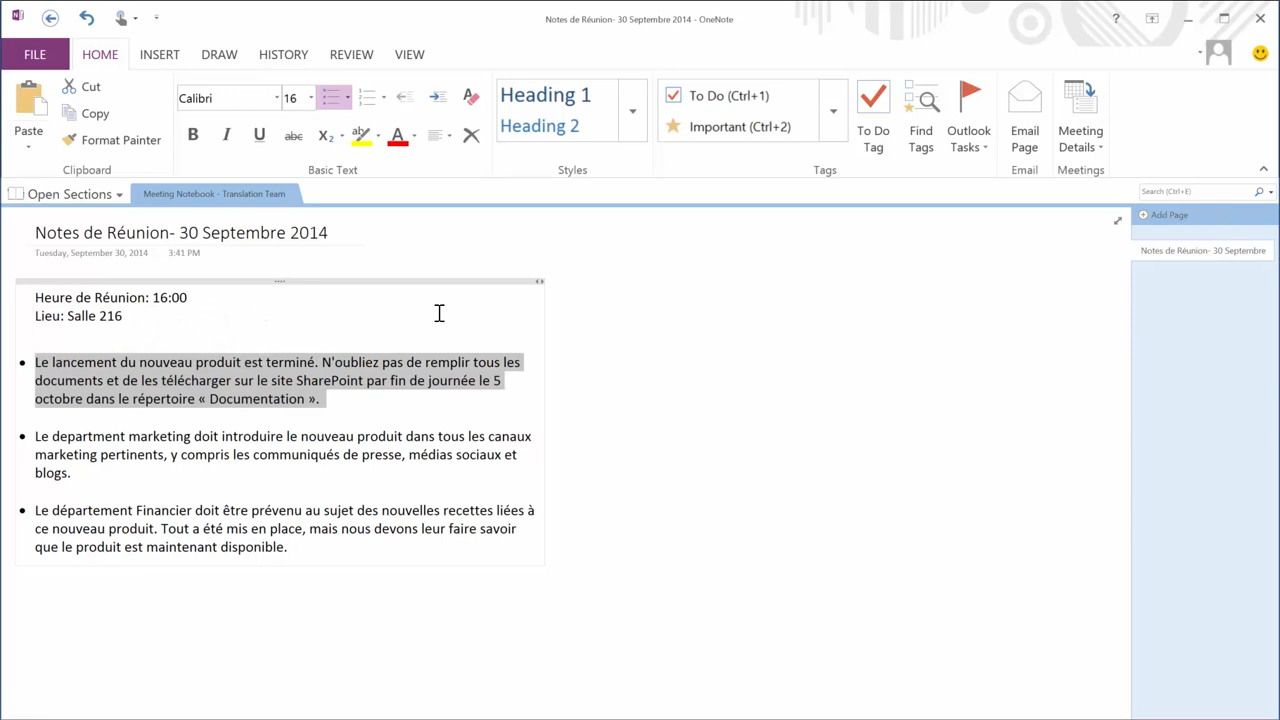 Notes de Réunion- 30 Septembre 2014 - OneNote
?
FILE HOME INSERT DRAW HISTORY REVIEW VIEW
Paste
Cut
Copy
Format Painter
Clipboard
Calibri 16
B I U abc X₂ A
Basic Text
Heading 1
Heading 2
Styles
To Do (Ctrl+1)
Important (Ctrl+2)
To Do
Tag
Find
Tags
Outlook
Tasks
Tags
Email
Page
Email
Meeting
Details
Meetings
Open Sections
Meeting Notebook - Translation Team
Search (Ctrl+E)
Notes de Réunion- 30 Septembre 2014
Tuesday, September 30, 2014 3:41 PM
Heure de Réunion: 16:00
Lieu: Salle 216
• Le lancement du nouveau produit est terminé. N'oubliez pas de remplir tous les
documents et de les télécharger sur le site SharePoint par fin de journée le 5
octobre dans le répertoire « Documentation ».
• Le department marketing doit introduire le nouveau produit dans tous les canaux
marketing pertinents, y compris les communiqués de presse, médias sociaux et
blogs.
• Le département Financier doit être prévenu au sujet des nouvelles recettes liées à
ce nouveau produit. Tout a été mis en place, mais nous devons leur faire savoir
que le produit est maintenant disponible.
Add Page
Notes de Réunion- 30 Septembre